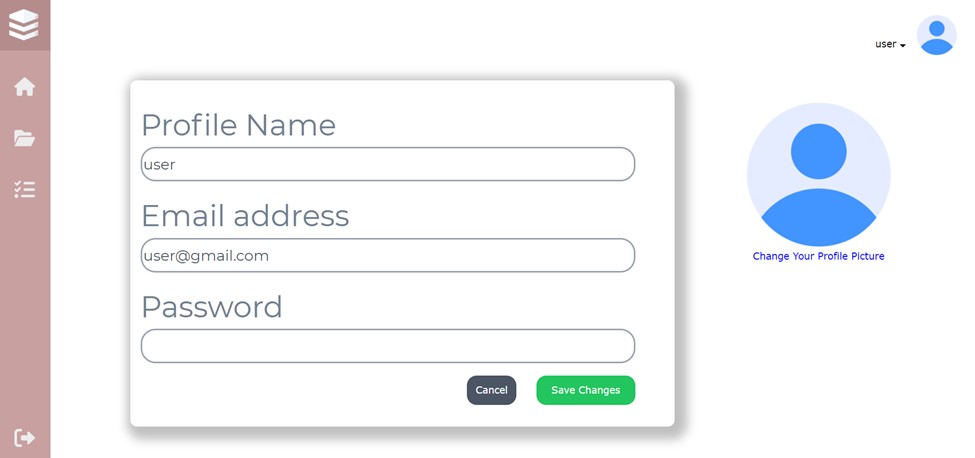 user
Profile Name
user
Email address
user@gmail.com
Change Your Profile Picture
Password
Cancel
Save Changes